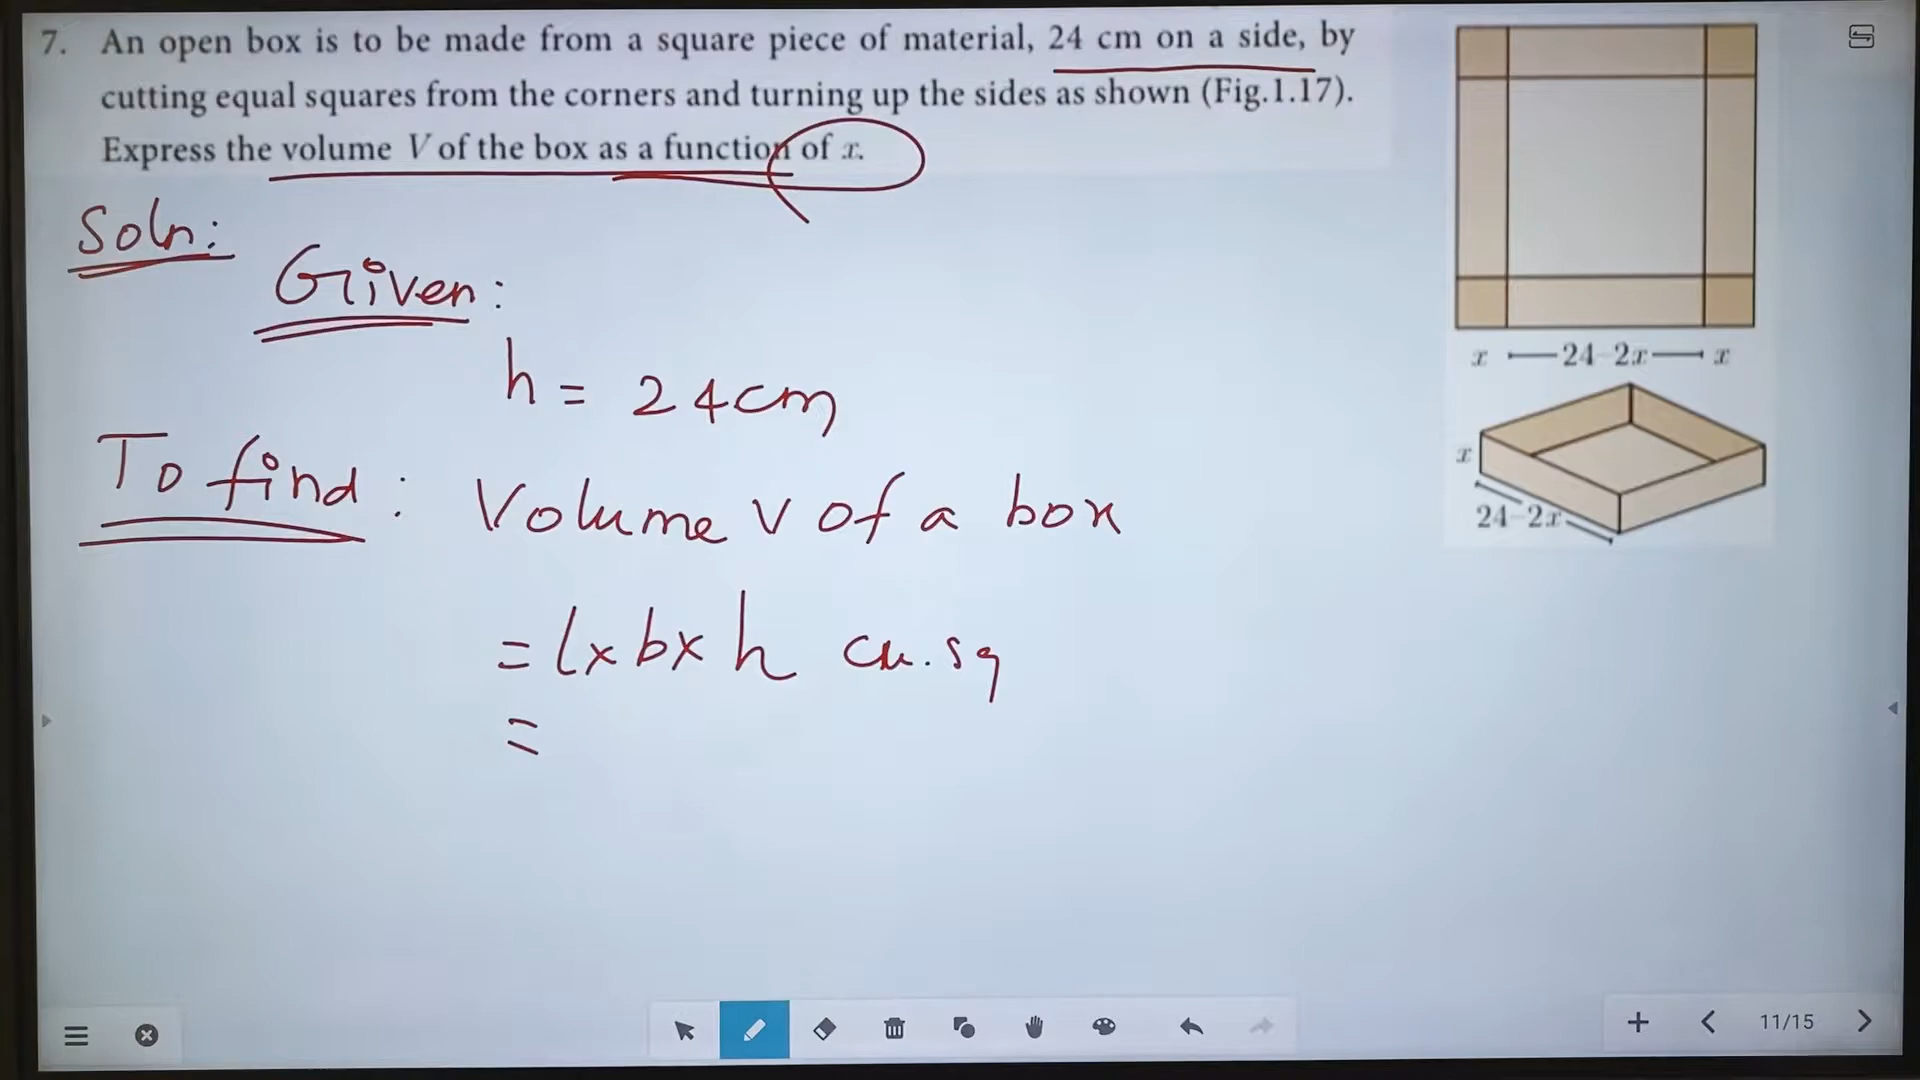 7. An open box is to be made from a square piece of material, 24 cm on a side, by
cutting equal squares from the corners and turning up the sides as shown (Fig.1.17).
Express the volume V of the box as a function of x.
Soln:
Given:
h = 24cm
To find: Volume V of a box
= l x b x h cu.sq
=
x 24-2x x
x
24-2x
11/15